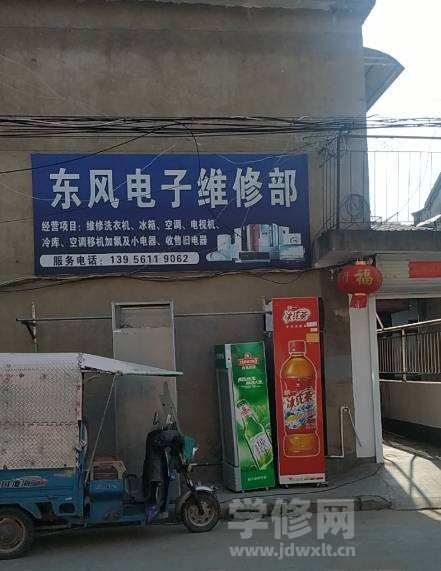 东风电子维修部
经营项目：维修洗衣机、冰箱、空调、电视机、
冷库、空调移机加氟及小电器、收售旧电器
服务电话：139 5611 9062
福
统一
冰红茶
学修网
www.jdwxlt.cn